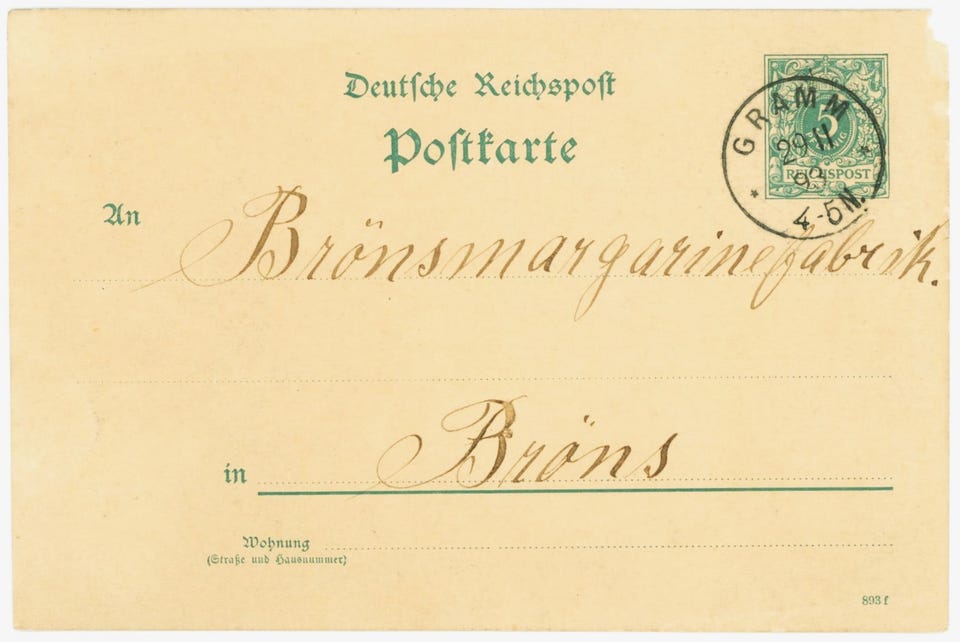 Deutsche Reichspost
Postkarte
5
REICHSPOST
GRAMM
29 11
93
4-5N.
An Brönsmargarinefabrik.
in Bröns
Wohnung
(Straße und Hausnummer)
893 f